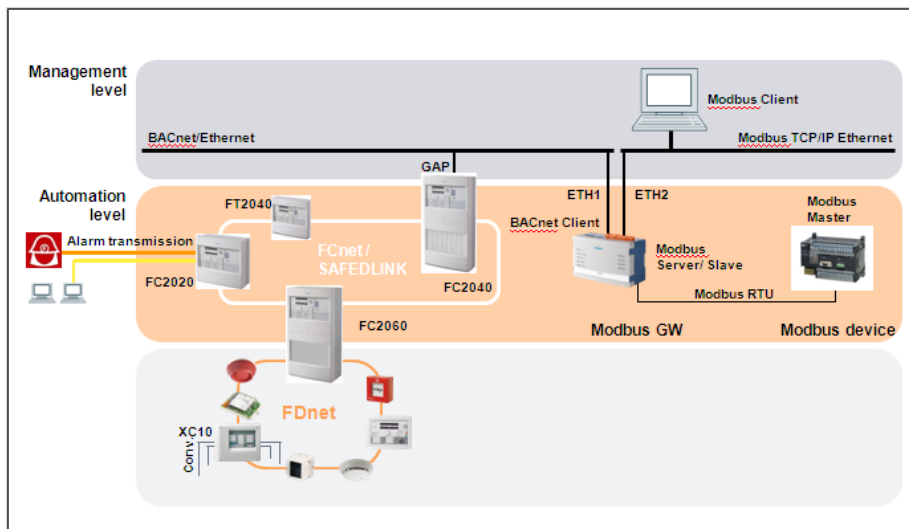 Management
level
Modbus Client
BACnet/Ethernet
Modbus TCP/IP Ethernet
GAP
Automation
level
FT2040
ETH1
ETH2
BACnet Client
Modbus
Master
Alarm transmission
FCnet /
SAFEDLINK
Modbus
Server/ Slave
FC2020
FC2040
Modbus RTU
FC2060
Modbus GW
Modbus device
FDnet
XC10
Conv.